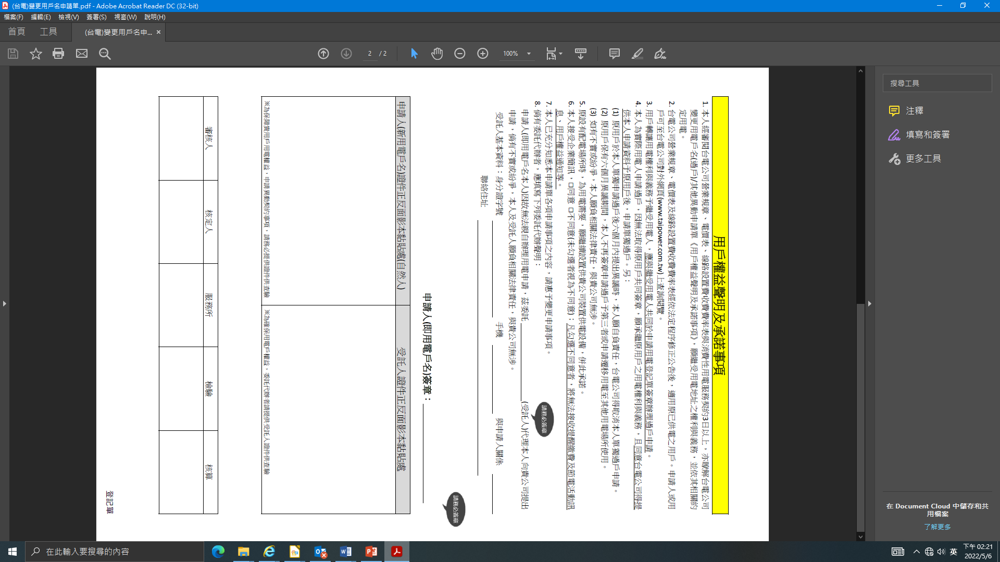 (台電)變更用戶名申請單.pdf - Adobe Acrobat Reader DC (32-bit)
檔案(F) 編輯(E) 檢視(V) 簽署(S) 視窗(W) 說明(H)
首頁 工具 (台電)變更用戶名申... ×
2 / 2 100%
用戶權益聲明及承諾事項
1. 本人經審閱台電公司營業規章、電價表、線路設置費收費費率表與消費性用電服務契約3日以上，亦瞭解台電公司
變更用電戶名(過戶)/其他異動申請單《用戶權益聲明及承諾事項》，願繼受用電地址之權利與義務，並依其相關約
定用電。
2. 台電公司營業規章、電價表及線路設置費收費費率表經依法定程序修正公告後，適用原已供電之用戶。申請人或用
戶可至台電公司對外網頁(www.taipower.com.tw)上查詢閱覽。
3. 用戶轉讓用電權利與義務予繼受用電人，應與繼受用電人共同於申請用電登記單簽章辦理過戶申請。
4. 本人為實際用電人申請過戶，因無法取得原用戶共同簽章，願承繼原用戶之用電權利與義務，且同意台電公司得提
供本人申請資料予原用戶後，申請單獨過戶。另：
(1) 原用戶於本人單獨申請過戶後六個月內提出異議時，本人願自負責任，台電公司得取消本人單獨過戶申請。
(2) 原用戶保有六個月異議期間，本人不再簽章申請過戶予第三者或申請遷移用電至其他用電場所使用。
(3) 如有不實或紛爭，本人願負相關法律責任，與貴公司無涉。
5. 原設有配電場所時，為用電需要，願繼續設置供貴公司裝置供電設備，併此承諾。
6. 本人接受企業簡訊，□同意 □不同意(未勾選者視為不同意)；凡勾選不同意者，將無法接收提醒繳費及節電活動訊
息、用戶權益通知等。
7. 本人已充分知悉本申請單各項申請事項之內容，請惠予變更申請事項。
8. 倘有委託代辦者，應填寫下列委託代辦聲明：
申請人(即用電戶名本人)因故無法親自辦理用電申請，茲委託 (受託人)代理本人向貴公司提出
申請，倘有不實或紛爭，本人及受託人願負相關法律責任，與貴公司無涉。
請務必簽章
受託人基本資料：身分證字號 手機 與申請人關係
聯絡住址
申請人(即用電戶名)簽章：
請務必簽章
申請人(新用電戶名)證件正反面影本黏貼處(自然人) 受託人證件正反面影本黏貼處
※為保障貴用戶用電權益，申請異動契約事項，請務必提供證件供查驗 ※為確保用電戶權益，委託代辦者請提供受託人證件供查驗
審核人 核定人 服務所 檢驗 核算
登記單
搜尋工具
注釋
填寫和簽署
更多工具
在 Document Cloud 中儲存和共
用檔案
了解更多
在此輸入要搜尋的內容
英
下午 02:21
2022/5/6